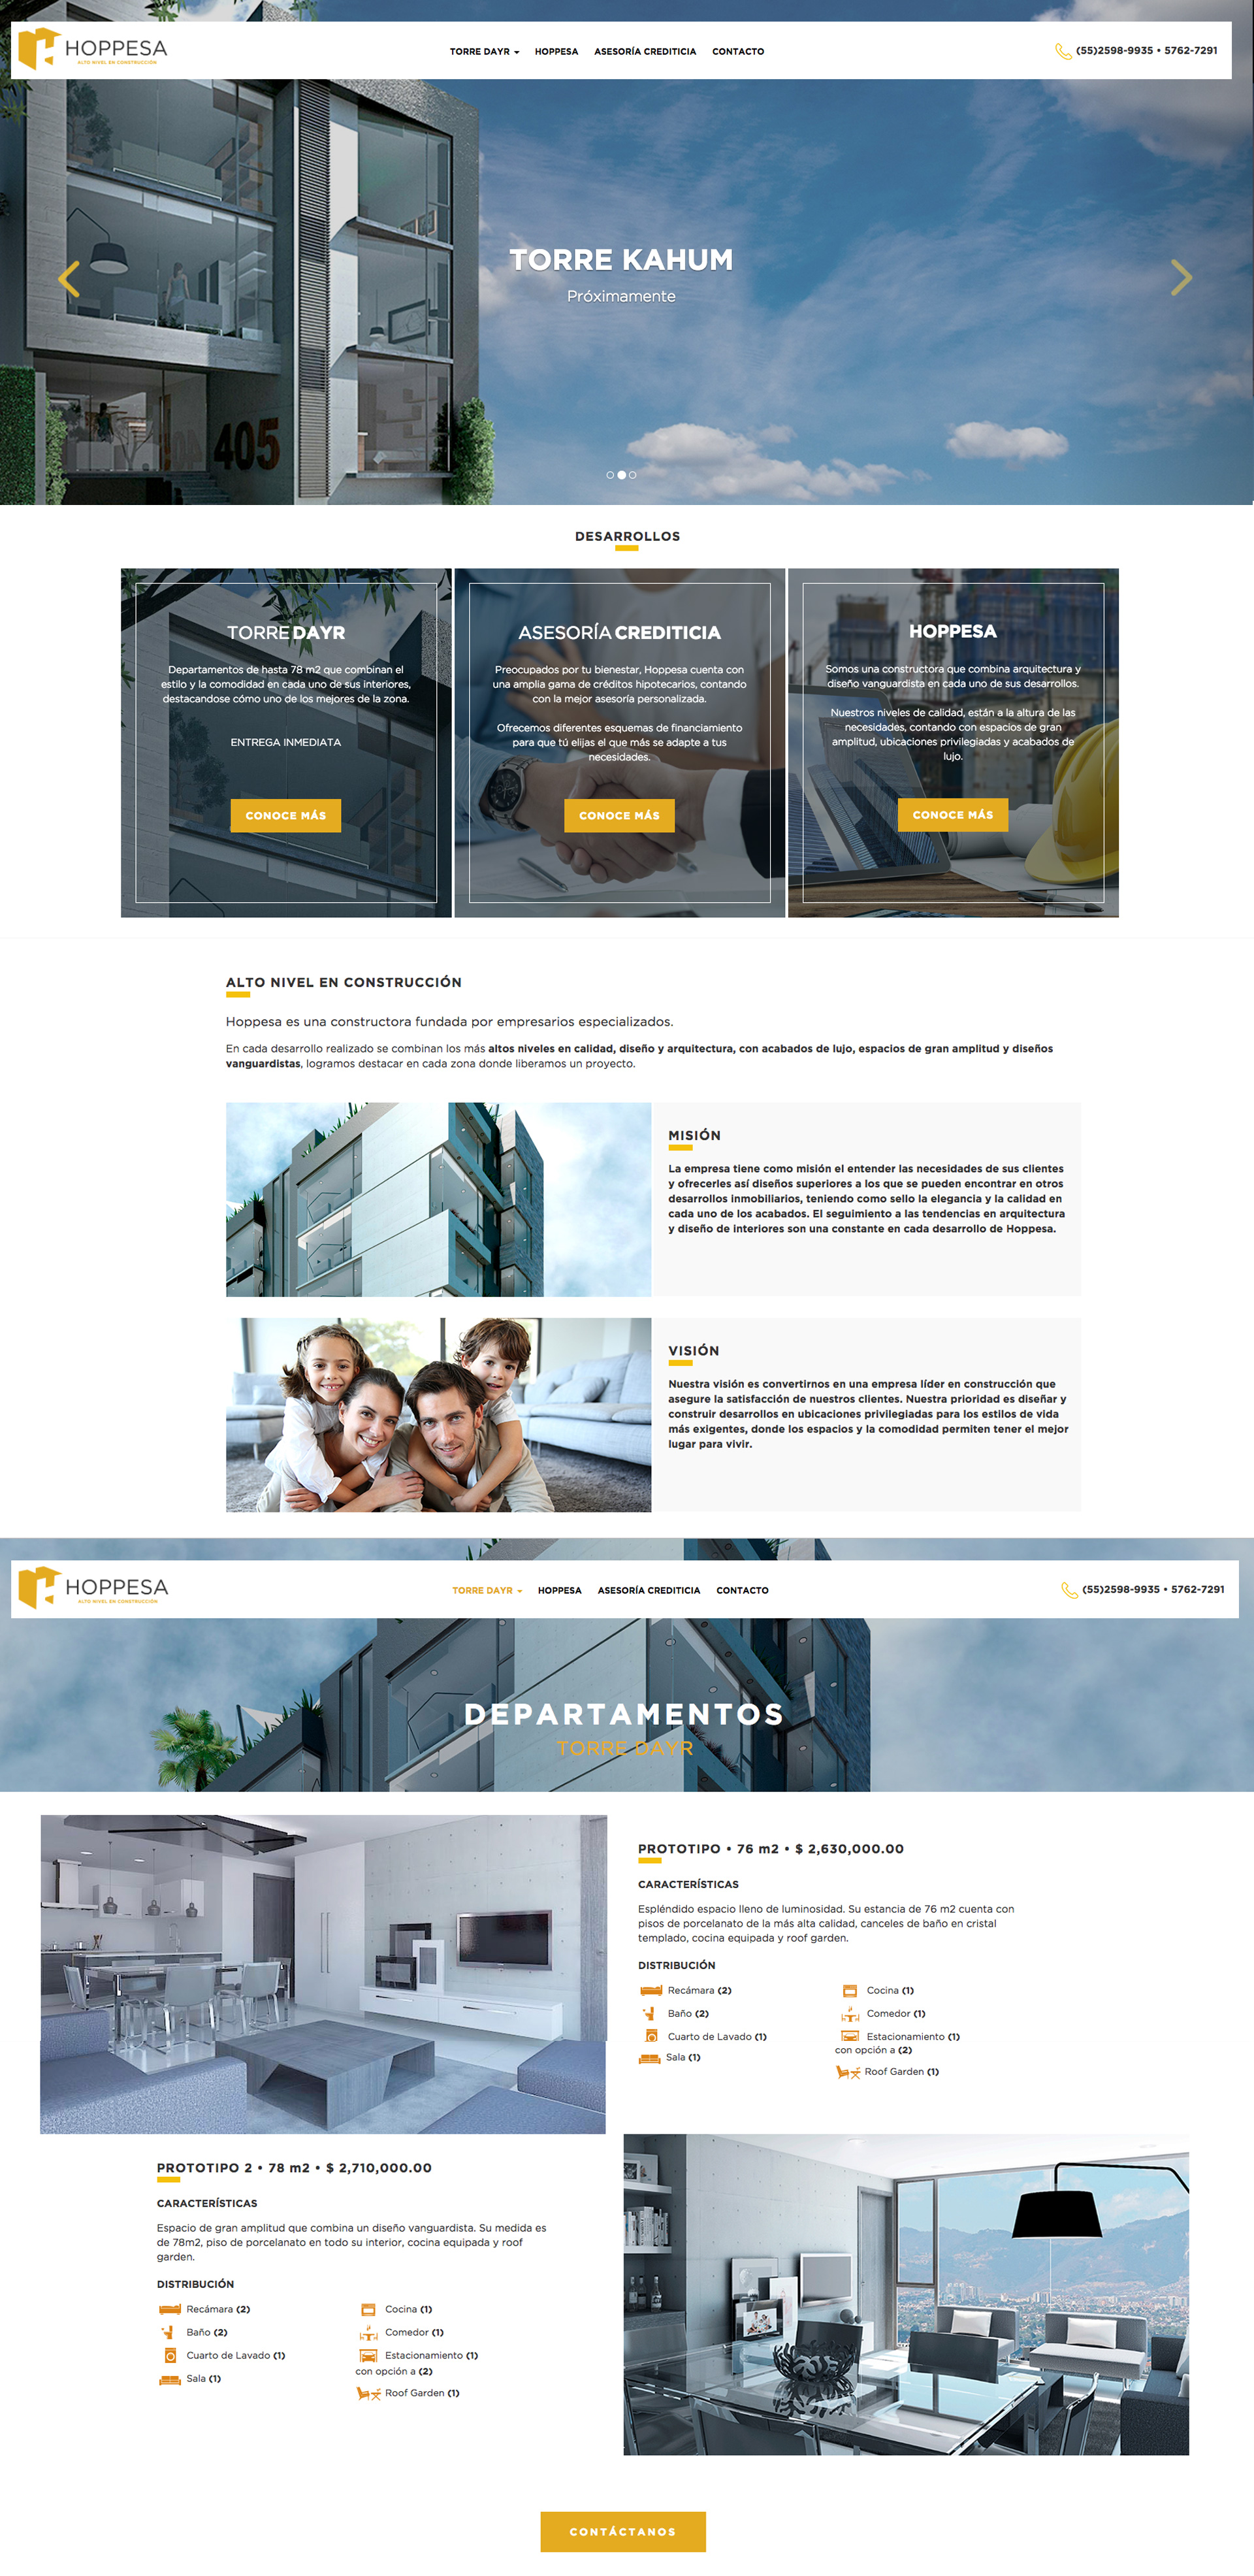 HOPPESA
ALTO NIVEL EN CONSTRUCCIÓN
TORRE DAYR
HOPPESA
ASESORÍA CREDITICIA
CONTACTO
(55)2598-9935 • 5762-7291
TORRE KAHUM
Próximamente
405
DESARROLLOS
TORRE DAYR
Departamentos de hasta 78 m2 que combinan el
estilo y la comodidad en cada uno de sus interiores,
destacandose cómo uno de los mejores de la zona.
ENTREGA INMEDIATA
CONOCE MÁS
ASESORÍA CREDITICIA
Preocupados por tu bienestar, Hoppesa cuenta con
una amplia gama de créditos hipotecarios, contando
con la mejor asesoría personalizada.
Ofrecemos diferentes esquemas de financiamiento
para que tú elijas el que más se adapte a tus
necesidades.
CONOCE MÁS
HOPPESA
Somos una constructora que combina arquitectura y
diseño vanguardista en cada uno de sus desarrollos.
Nuestros niveles de calidad, están a la altura de las
necesidades, contando con espacios de gran
amplitud, ubicaciones privilegiadas y acabados de
lujo.
CONOCE MÁS
ALTO NIVEL EN CONSTRUCCIÓN
Hoppesa es una constructora fundada por empresarios especializados.
En cada desarrollo realizado se combinan los más altos niveles en calidad, diseño y arquitectura, con acabados de lujo, espacios de gran amplitud y diseños
vanguardistas, logramos destacar en cada zona donde liberamos un proyecto.
MISIÓN
La empresa tiene como misión el entender las necesidades de sus clientes
y ofrecerles así diseños superiores a los que se pueden encontrar en otros
desarrollos inmobiliarios, teniendo como sello la elegancia y la calidad en
cada uno de los acabados. El seguimiento a las tendencias en arquitectura
y diseño de interiores son una constante en cada desarrollo de Hoppesa.
VISIÓN
Nuestra visión es convertirnos en una empresa líder en construcción que
asegure la satisfacción de nuestros clientes. Nuestra prioridad es diseñar y
construir desarrollos en ubicaciones privilegiadas para los estilos de vida
más exigentes, donde los espacios y la comodidad permiten tener el mejor
lugar para vivir.
HOPPESA
ALTO NIVEL EN CONSTRUCCIÓN
TORRE DAYR
HOPPESA
ASESORÍA CREDITICIA
CONTACTO
(55)2598-9935 • 5762-7291
DEPARTAMENTOS
TORRE DAYR
PROTOTIPO • 76 m2 • $ 2,630,000.00
CARACTERÍSTICAS
Espléndido espacio lleno de luminosidad. Su estancia de 76 m2 cuenta con
pisos de porcelanato de la más alta calidad, canceles de baño en cristal
templado, cocina equipada y roof garden.
DISTRIBUCIÓN
Recámara (2)
Baño (2)
Cuarto de Lavado (1)
Sala (1)
Cocina (1)
Comedor (1)
Estacionamiento (1)
con opción a (2)
Roof Garden (1)
PROTOTIPO 2 • 78 m2 • $ 2,710,000.00
CARACTERÍSTICAS
Espacio de gran amplitud que combina un diseño vanguardista. Su medida es
de 78m2, piso de porcelanato en todo su interior, cocina equipada y roof
garden.
DISTRIBUCIÓN
Recámara (2)
Baño (2)
Cuarto de Lavado (1)
Sala (1)
Cocina (1)
Comedor (1)
Estacionamiento (1)
con opción a (2)
Roof Garden (1)
CONTÁCTANOS